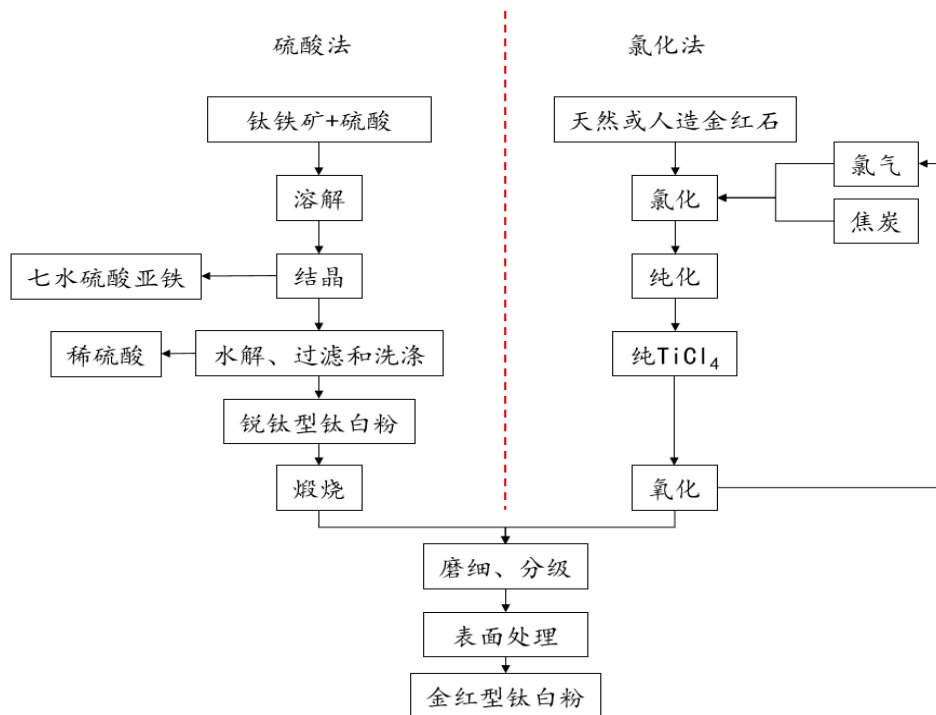 硫酸法
氯化法
钛铁矿+硫酸
天然或人造金红石
氯气
溶解
氯化
焦炭
七水硫酸亚铁
结晶
纯化
稀硫酸
水解、过滤和洗涤
纯TiCl₄
锐钛型钛白粉
煅烧
氧化
磨细、分级
表面处理
金红型钛白粉